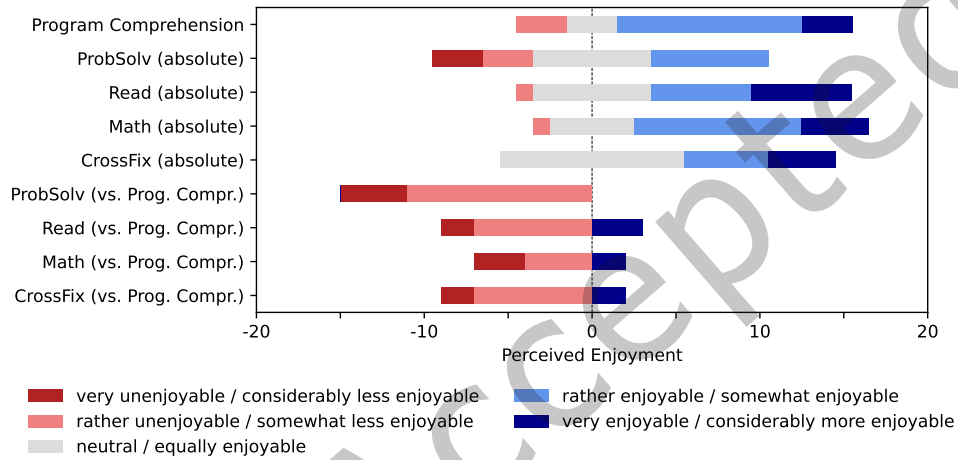 Program Comprehension
ProbSolv (absolute)
Read (absolute)
Math (absolute)
CrossFix (absolute)
ProbSolv (vs. Prog. Compr.)
Read (vs. Prog. Compr.)
Math (vs. Prog. Compr.)
CrossFix (vs. Prog. Compr.)
-20 -10 0 10 20
Perceived Enjoyment
very unenjoyable / considerably less enjoyable
rather unenjoyable / somewhat less enjoyable
neutral / equally enjoyable
rather enjoyable / somewhat enjoyable
very enjoyable / considerably more enjoyable
Accepted